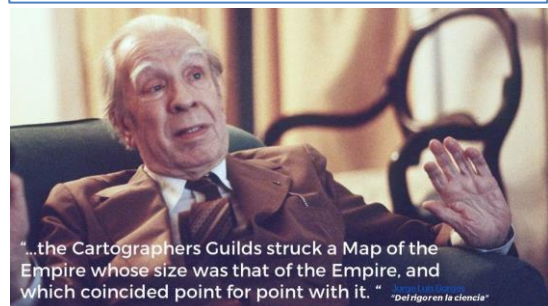 “...the Cartographers Guilds struck a Map of the
Empire whose size was that of the Empire, and
which coincided point for point with it. “
Jorge Luis Borges
"Del rigor en la ciencia"